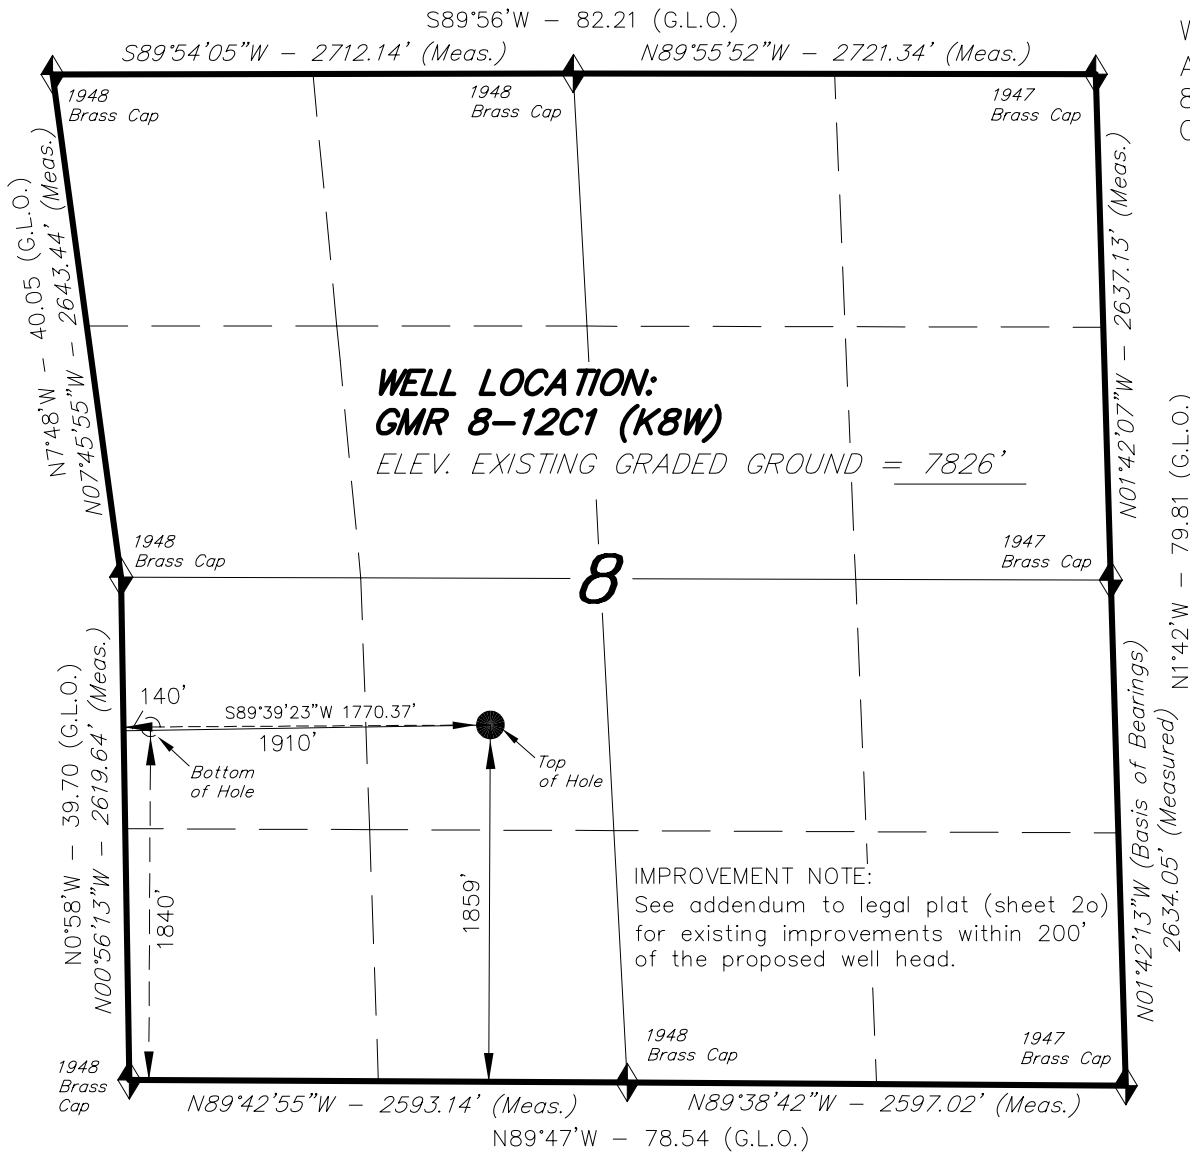 S89°56'W – 82.21 (G.L.O.)
S89°54'05"W – 2712.14' (Meas.)
N89°55'52"W – 2721.34' (Meas.)
1948
Brass Cap
1948
Brass Cap
1947
Brass Cap
N7°48'W – 40.05 (G.L.O.)
N07°45'55"W – 2643.44' (Meas.)
N01°42'07"W – 2637.13' (Meas.)
WELL LOCATION:
GMR 8–12C1 (K8W)
ELEV. EXISTING GRADED GROUND = 7826'
N1°42'W – 79.81 (G.L.O.)
1948
Brass Cap
8
1947
Brass Cap
N0°58'W – 39.70 (G.L.O.)
N00°56'13"W – 2619.64' (Meas.)
140'
S89°39'23"W 1770.37'
1910'
Bottom
of Hole
Top
of Hole
N01°42'13"W (Basis of Bearings)
2634.05' (Measured)
1840'
1859'
IMPROVEMENT NOTE:
See addendum to legal plat (sheet 2o)
for existing improvements within 200'
of the proposed well head.
1948
Brass
Cap
1948
Brass Cap
1947
Brass Cap
N89°42'55"W – 2593.14' (Meas.)
N89°38'42"W – 2597.02' (Meas.)
N89°47'W – 78.54 (G.L.O.)